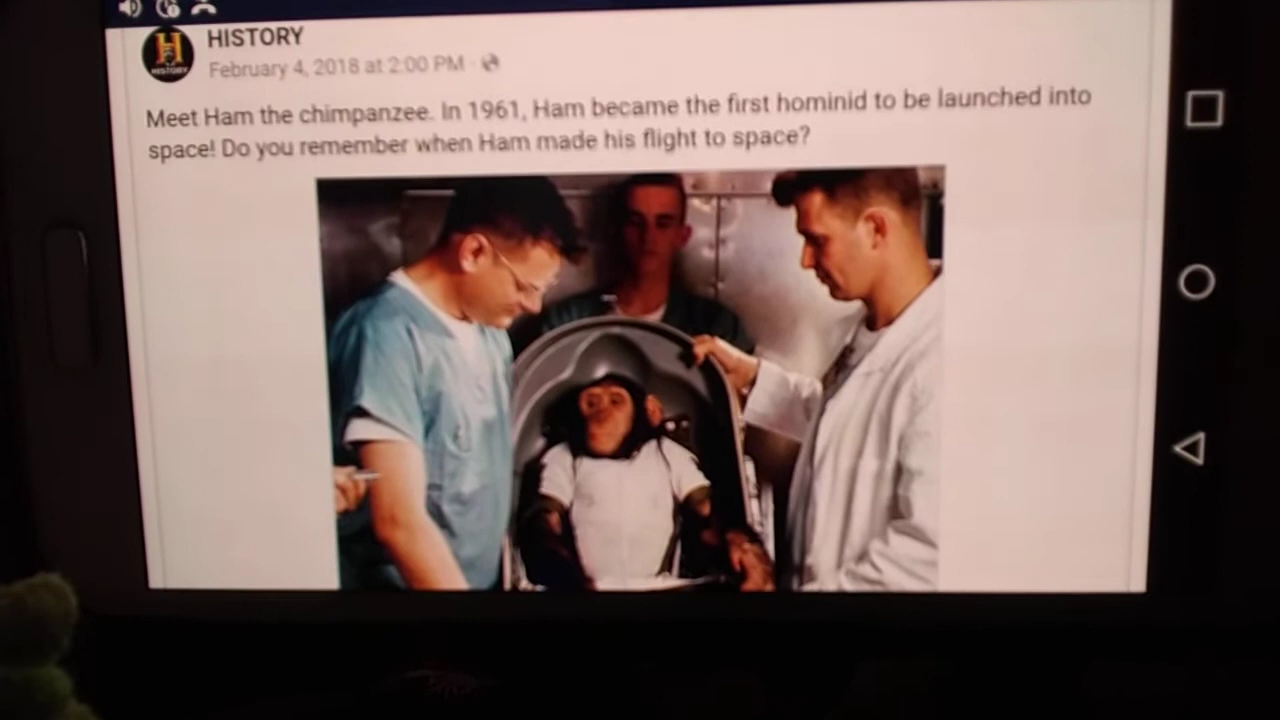 HISTORY
February 4, 2018 at 2:00 PM
Meet Ham the chimpanzee. In 1961, Ham became the first hominid to be launched into
space! Do you remember when Ham made his flight to space?
H
HISTORY